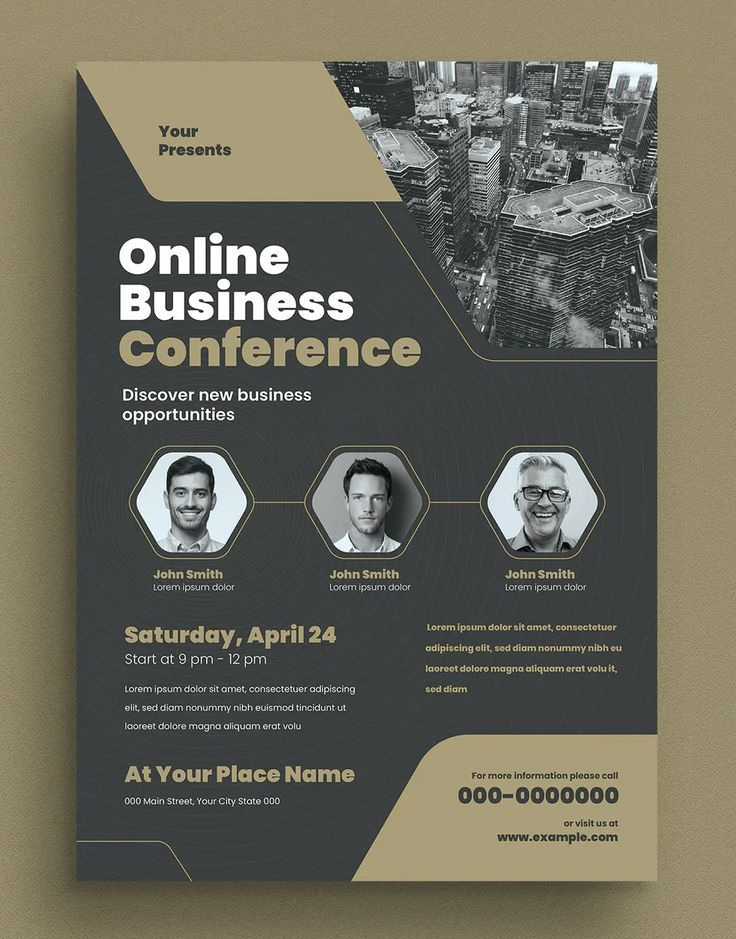 Your
Presents
Online
Business
Conference
Discover new business
opportunities
John Smith
Lorem ipsum dolor
John Smith
Lorem ipsum dolor
John Smith
Lorem ipsum dolor
Saturday, April 24
Start at 9 pm - 12 pm
Lorem ipsum dolor sit amet, consectetuer adipiscing
elit, sed diam nonummy nibh euismod tincidunt ut
laoreet dolore magna aliquam erat volu
Lorem ipsum dolor sit amet, consectetuer
adipiscing elit, sed diam nonummy nibh eu
laoreet dolore magna aliquam erat volu it,
sed diam
At Your Place Name
000 Main Street, Your City State 000
For more information please call
000-0000000
or visit us at
www.example.com